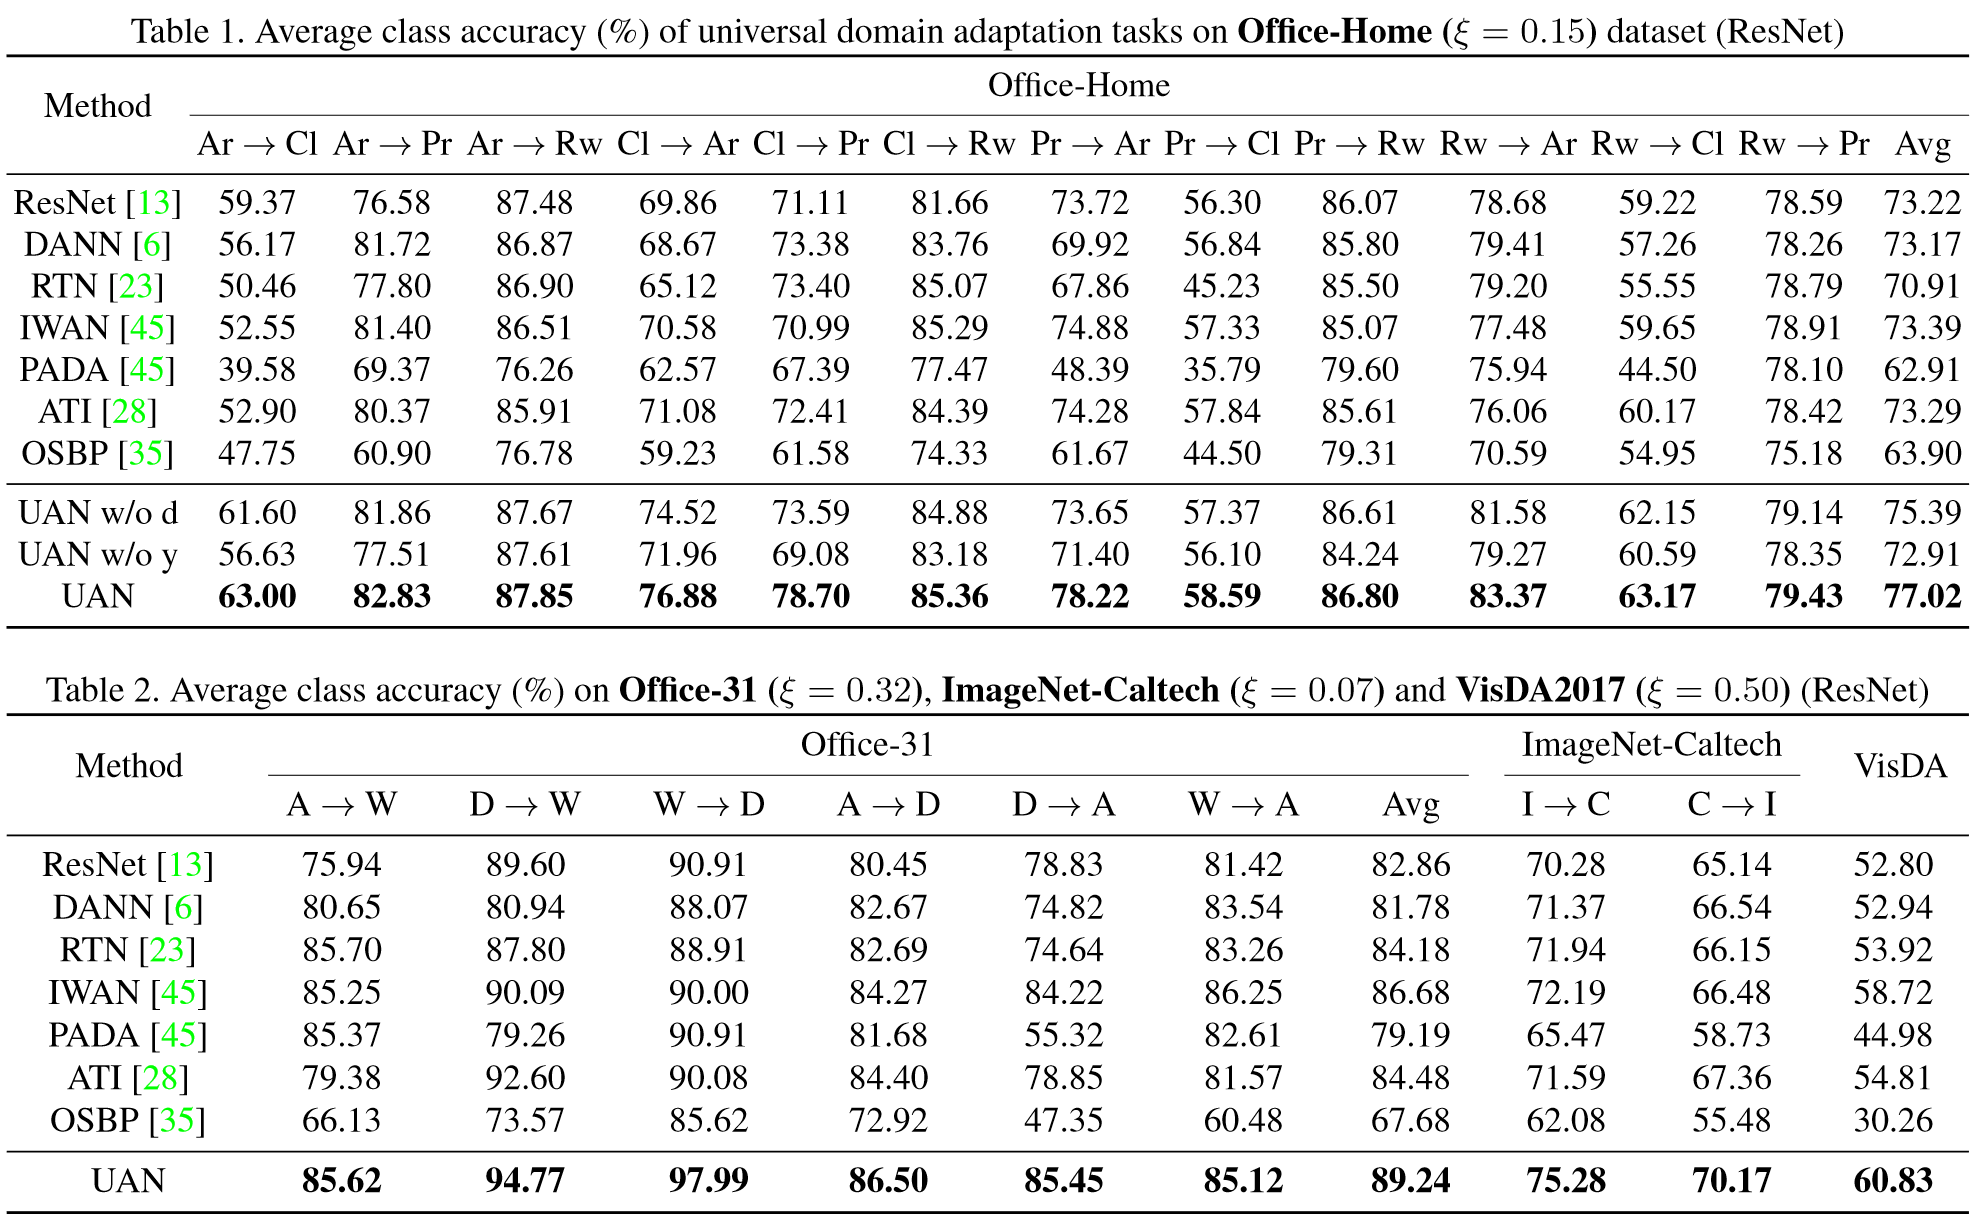 Table 1. Average class accuracy (%) of universal domain adaptation tasks on Office-Home (ξ = 0.15) dataset (ResNet)
Method Office-Home
Ar → Cl Ar → Pr Ar → Rw Cl → Ar Cl → Pr Cl → Rw Pr → Ar Pr → Cl Pr → Rw Rw → Ar Rw → Cl Rw → Pr Avg
ResNet [13] 59.37 76.58 87.48 69.86 71.11 81.66 73.72 56.30 86.07 78.68 59.22 78.59 73.22
DANN [6] 56.17 81.72 86.87 68.67 73.38 83.76 69.92 56.84 85.80 79.41 57.26 78.26 73.17
RTN [23] 50.46 77.80 86.90 65.12 73.40 85.07 67.86 45.23 85.50 79.20 55.55 78.79 70.91
IWAN [45] 52.55 81.40 86.51 70.58 70.99 85.29 74.88 57.33 85.07 77.48 59.65 78.91 73.39
PADA [45] 39.58 69.37 76.26 62.57 67.39 77.47 48.39 35.79 79.60 75.94 44.50 78.10 62.91
ATI [28] 52.90 80.37 85.91 71.08 72.41 84.39 74.28 57.84 85.61 76.06 60.17 78.42 73.29
OSBP [35] 47.75 60.90 76.78 59.23 61.58 74.33 61.67 44.50 79.31 70.59 54.95 75.18 63.90
UAN w/o d 61.60 81.86 87.67 74.52 73.59 84.88 73.65 57.37 86.61 81.58 62.15 79.14 75.39
UAN w/o y 56.63 77.51 87.61 71.96 69.08 83.18 71.40 56.10 84.24 79.27 60.59 78.35 72.91
UAN 63.00 82.83 87.85 76.88 78.70 85.36 78.22 58.59 86.80 83.37 63.17 79.43 77.02
Table 2. Average class accuracy (%) on Office-31 (ξ = 0.32), ImageNet-Caltech (ξ = 0.07) and VisDA2017 (ξ = 0.50) (ResNet)
Method Office-31 ImageNet-Caltech VisDA
A → W D → W W → D A → D D → A W → A Avg I → C C → I
ResNet [13] 75.94 89.60 90.91 80.45 78.83 81.42 82.86 70.28 65.14 52.80
DANN [6] 80.65 80.94 88.07 82.67 74.82 83.54 81.78 71.37 66.54 52.94
RTN [23] 85.70 87.80 88.91 82.69 74.64 83.26 84.18 71.94 66.15 53.92
IWAN [45] 85.25 90.09 90.00 84.27 84.22 86.25 86.68 72.19 66.48 58.72
PADA [45] 85.37 79.26 90.91 81.68 55.32 82.61 79.19 65.47 58.73 44.98
ATI [28] 79.38 92.60 90.08 84.40 78.85 81.57 84.48 71.59 67.36 54.81
OSBP [35] 66.13 73.57 85.62 72.92 47.35 60.48 67.68 62.08 55.48 30.26
UAN 85.62 94.77 97.99 86.50 85.45 85.12 89.24 75.28 70.17 60.83